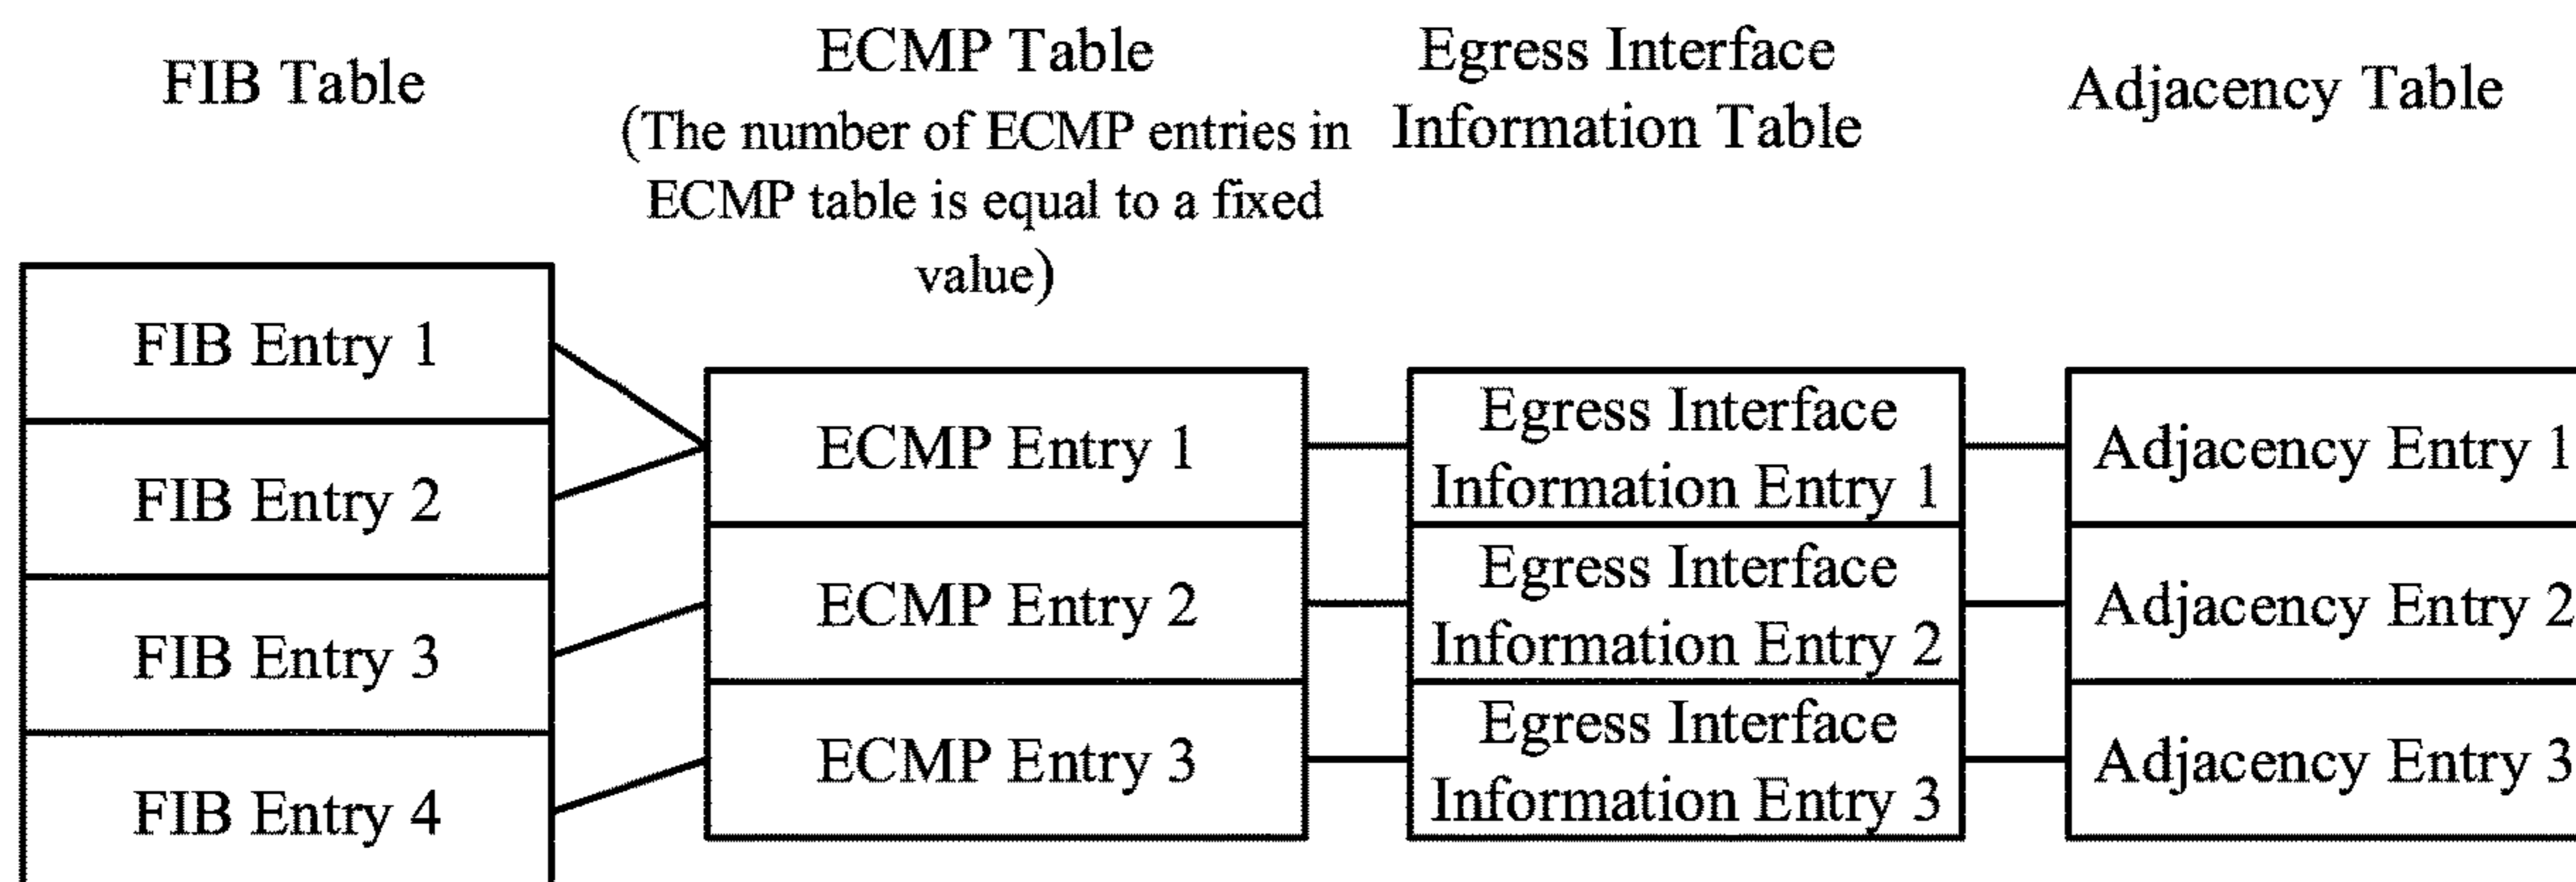 FIB Table
ECMP Table
(The number of ECMP entries in
ECMP table is equal to a fixed
value)
Egress Interface
Information Table
Adjacency Table
FIB Entry 1
FIB Entry 2
FIB Entry 3
FIB Entry 4
ECMP Entry 1
ECMP Entry 2
ECMP Entry 3
Egress Interface
Information Entry 1
Egress Interface
Information Entry 2
Egress Interface
Information Entry 3
Adjacency Entry 1
Adjacency Entry 2
Adjacency Entry 3